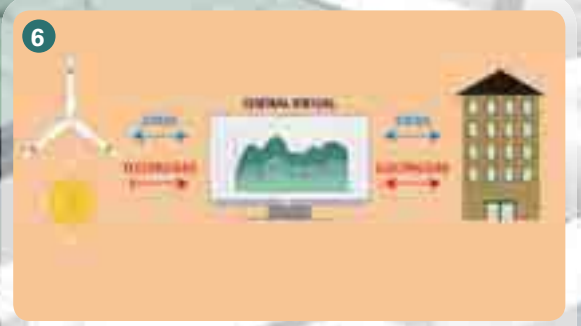 6
CENTRAL VIRTUAL
DATOS
DATOS
ELECTRICIDAD
ELECTRICIDAD